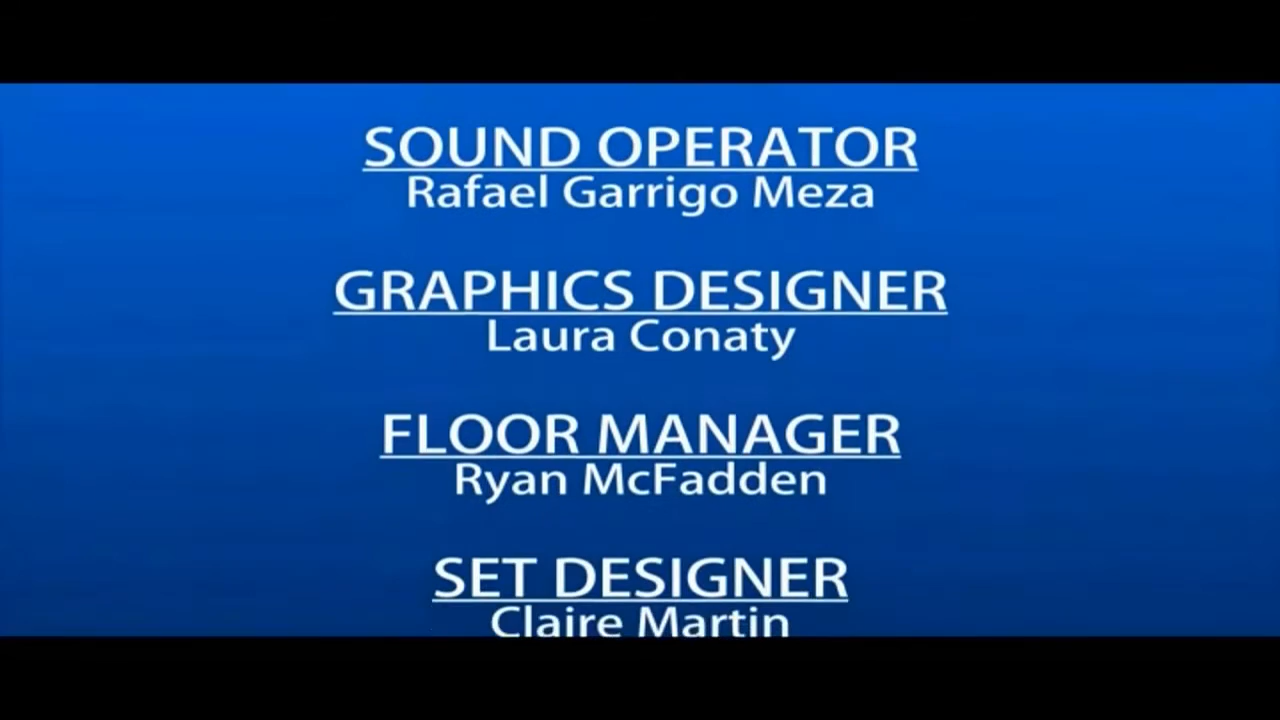 SOUND OPERATOR
Rafael Garrigo Meza
GRAPHICS DESIGNER
Laura Conaty
FLOOR MANAGER
Ryan McFadden
SET DESIGNER
Claire Martin